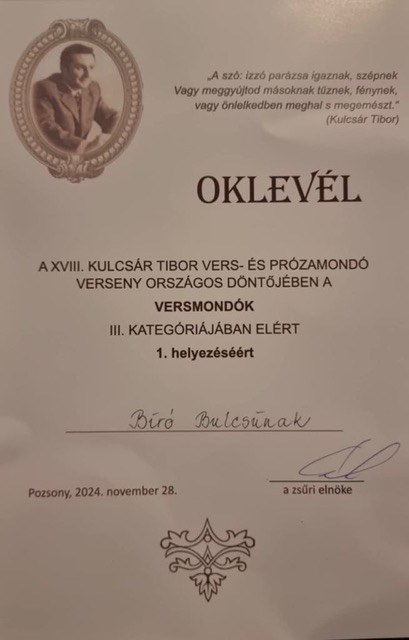 „A szó: izzó parázsa igaznak, szépnek
Vagy meggyújtod másoknak tűznek, fénynek,
vagy önlelkedben meghal s megemészt."
(Kulcsár Tibor)
OKLEVÉL
A XVIII. KULCSÁR TIBOR VERS- ÉS PRÓZAMONDÓ
VERSENY ORSZÁGOS DÖNTŐJÉBEN A
VERSMONDÓK
III. KATEGÓRIÁJÁBAN ELÉRT
1. helyezéséért
Bíró Bulcsúnak
Pozsony, 2024. november 28.
a zsűri elnöke